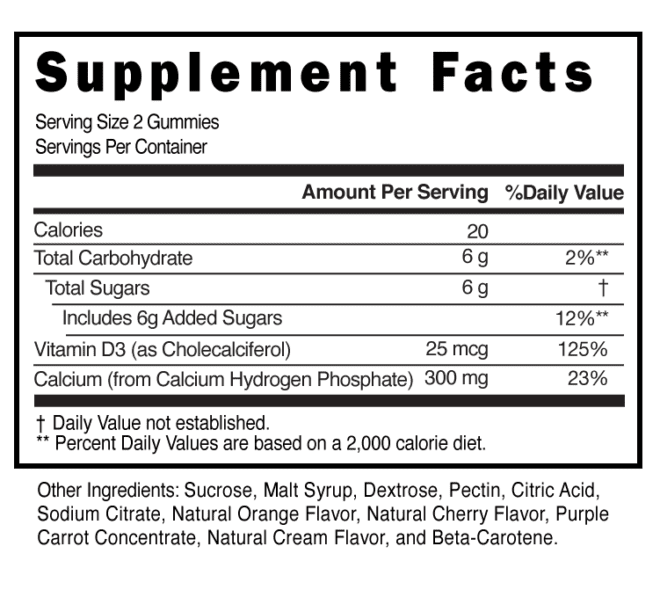 Supplement Facts
Serving Size 2 Gummies
Servings Per Container
Amount Per Serving %Daily Value
Calories 20
Total Carbohydrate 6 g 2%**
Total Sugars 6 g †
Includes 6g Added Sugars 12%**
Vitamin D3 (as Cholecalciferol) 25 mcg 125%
Calcium (from Calcium Hydrogen Phosphate) 300 mg 23%
† Daily Value not established.
** Percent Daily Values are based on a 2,000 calorie diet.
Other Ingredients: Sucrose, Malt Syrup, Dextrose, Pectin, Citric Acid,
Sodium Citrate, Natural Orange Flavor, Natural Cherry Flavor, Purple
Carrot Concentrate, Natural Cream Flavor, and Beta-Carotene.